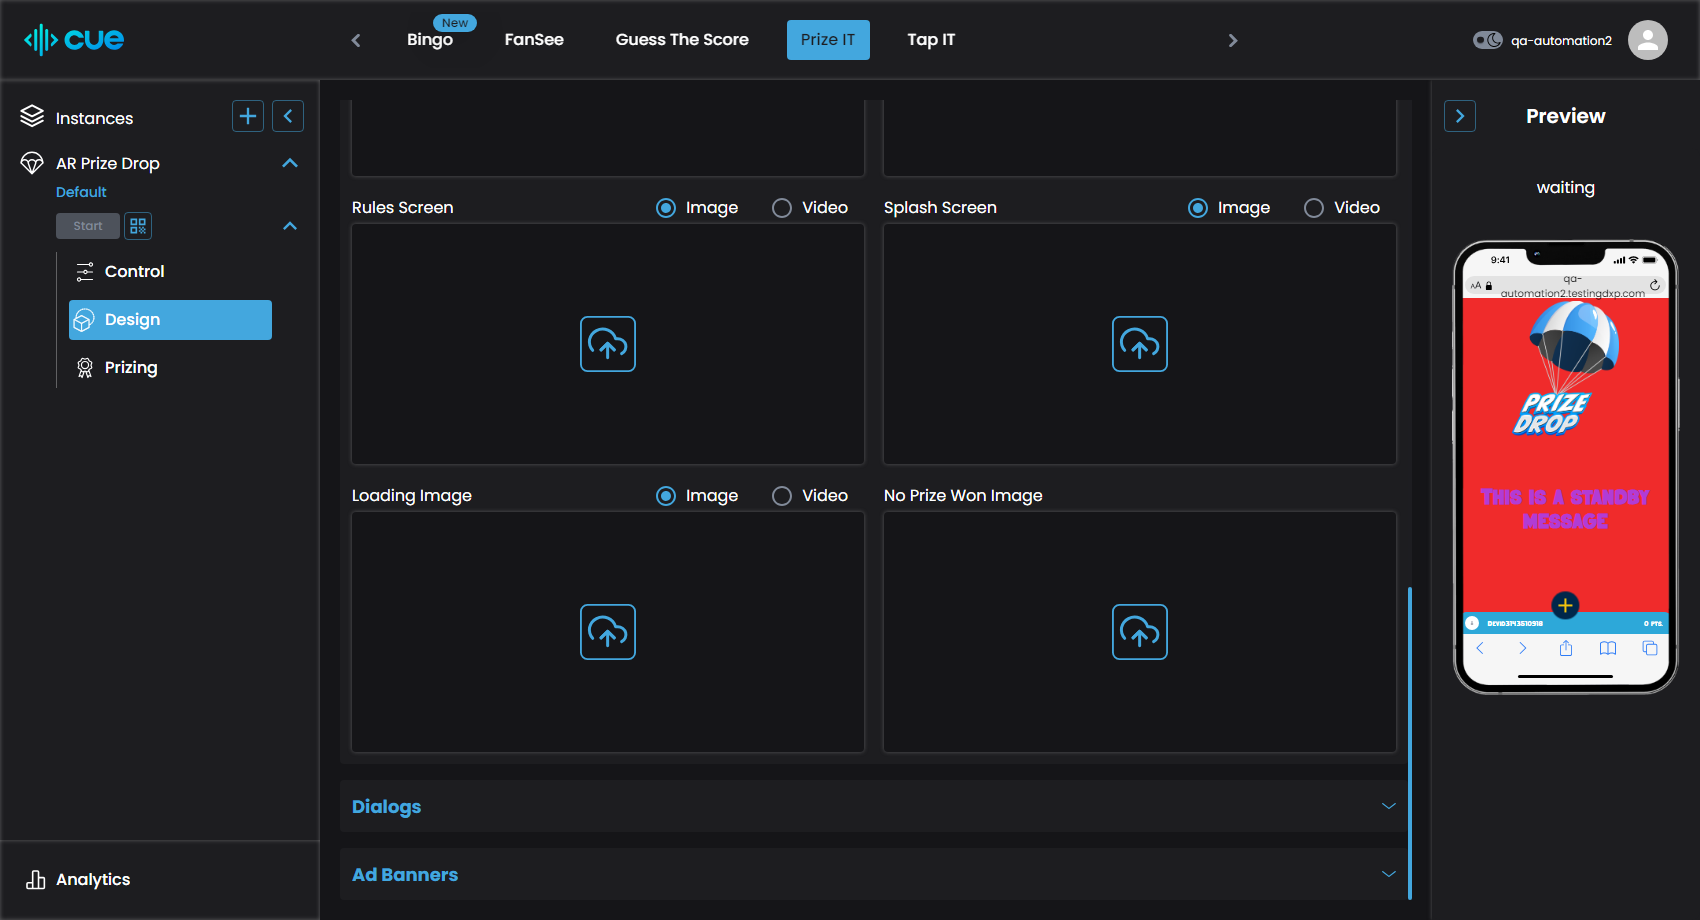 cue
New
Bingo
FanSee
Guess The Score
Prize IT
Tap IT
qa-automation2
Instances
AR Prize Drop
Default
Start
Control
Design
Prizing
Analytics
Rules Screen
Image
Video
Splash Screen
Image
Video
Loading Image
Image
Video
No Prize Won Image
Dialogs
Ad Banners
Preview
waiting
9:41
AA
qa-
automation2.testingdxp.com
PRIZE
DROP
THIS IS A STANDBY
MESSAGE
0 PTS.